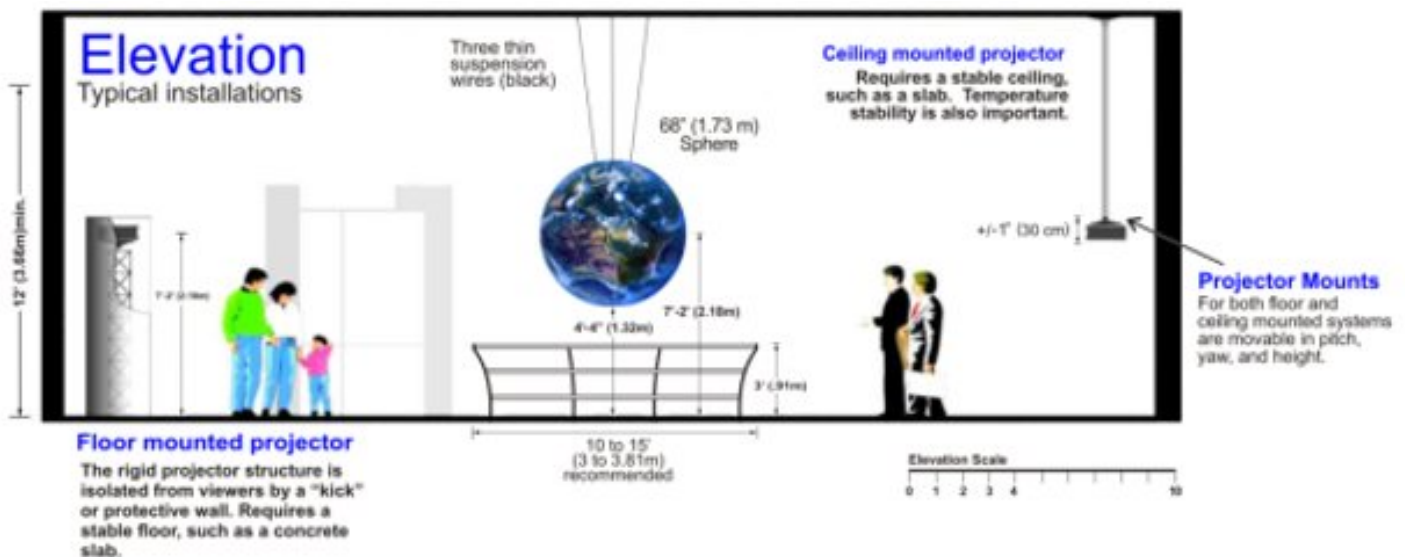 Elevation
Typical installations
Three thin
suspension
wires (black)
68" (1.73 m)
Sphere
Ceiling mounted projector
Requires a stable ceiling,
such as a slab. Temperature
stability is also important.
12' (3.66m)min.
7'-2' (2.18m)
4'-4" (1.32m)
7'-2' (2.18m)
3' (.91m)
+/-1" (30 cm)
Projector Mounts
For both floor and
ceiling mounted systems
are movable in pitch,
yaw, and height.
Floor mounted projector
The rigid projector structure is
isolated from viewers by a "kick"
or protective wall. Requires a
stable floor, such as a concrete
slab.
10 to 15'
(3 to 3.81m)
recommended
Elevation Scale
0 1 2 3 4 10